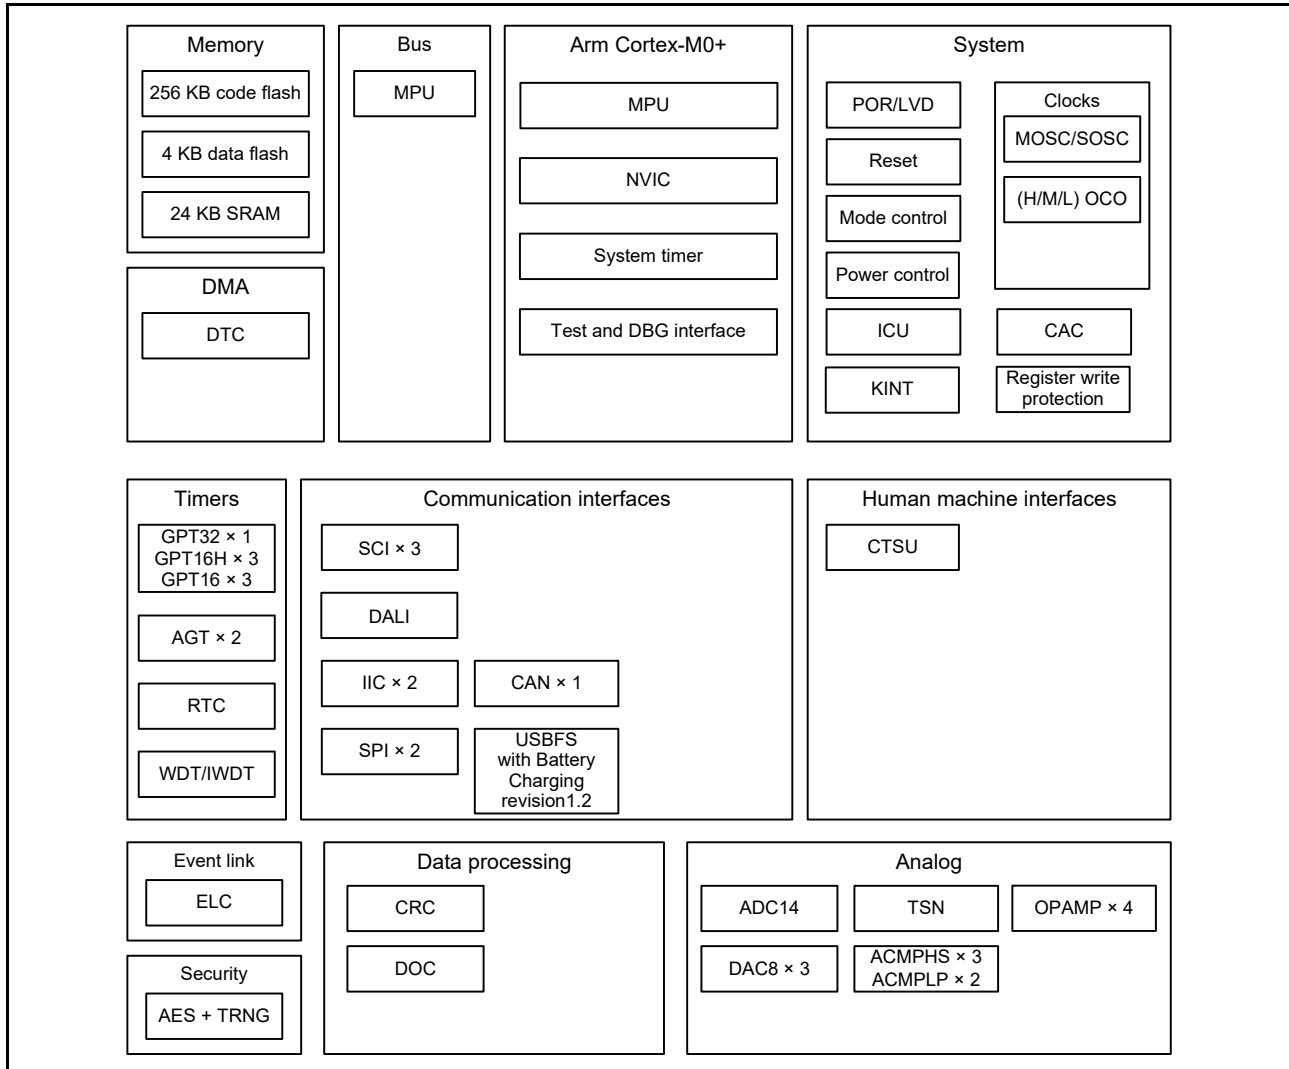 Memory
256 KB code flash
4 KB data flash
24 KB SRAM
DMA
DTC
Bus
MPU
Arm Cortex-M0+
MPU
NVIC
System timer
Test and DBG interface
System
POR/LVD
Reset
Mode control
Power control
ICU
KINT
Clocks
MOSC/SOSC
(H/M/L) OCO
CAC
Register write
protection
Timers
GPT32 × 1
GPT16H × 3
GPT16 × 3
AGT × 2
RTC
WDT/IWDT
Communication interfaces
SCI × 3
DALI
IIC × 2
SPI × 2
CAN × 1
USBFS
with Battery
Charging
revision1.2
Human machine interfaces
CTSU
Event link
ELC
Security
AES + TRNG
Data processing
CRC
DOC
Analog
ADC14
TSN
OPAMP × 4
DAC8 × 3
ACMPHS × 3
ACMPLP × 2